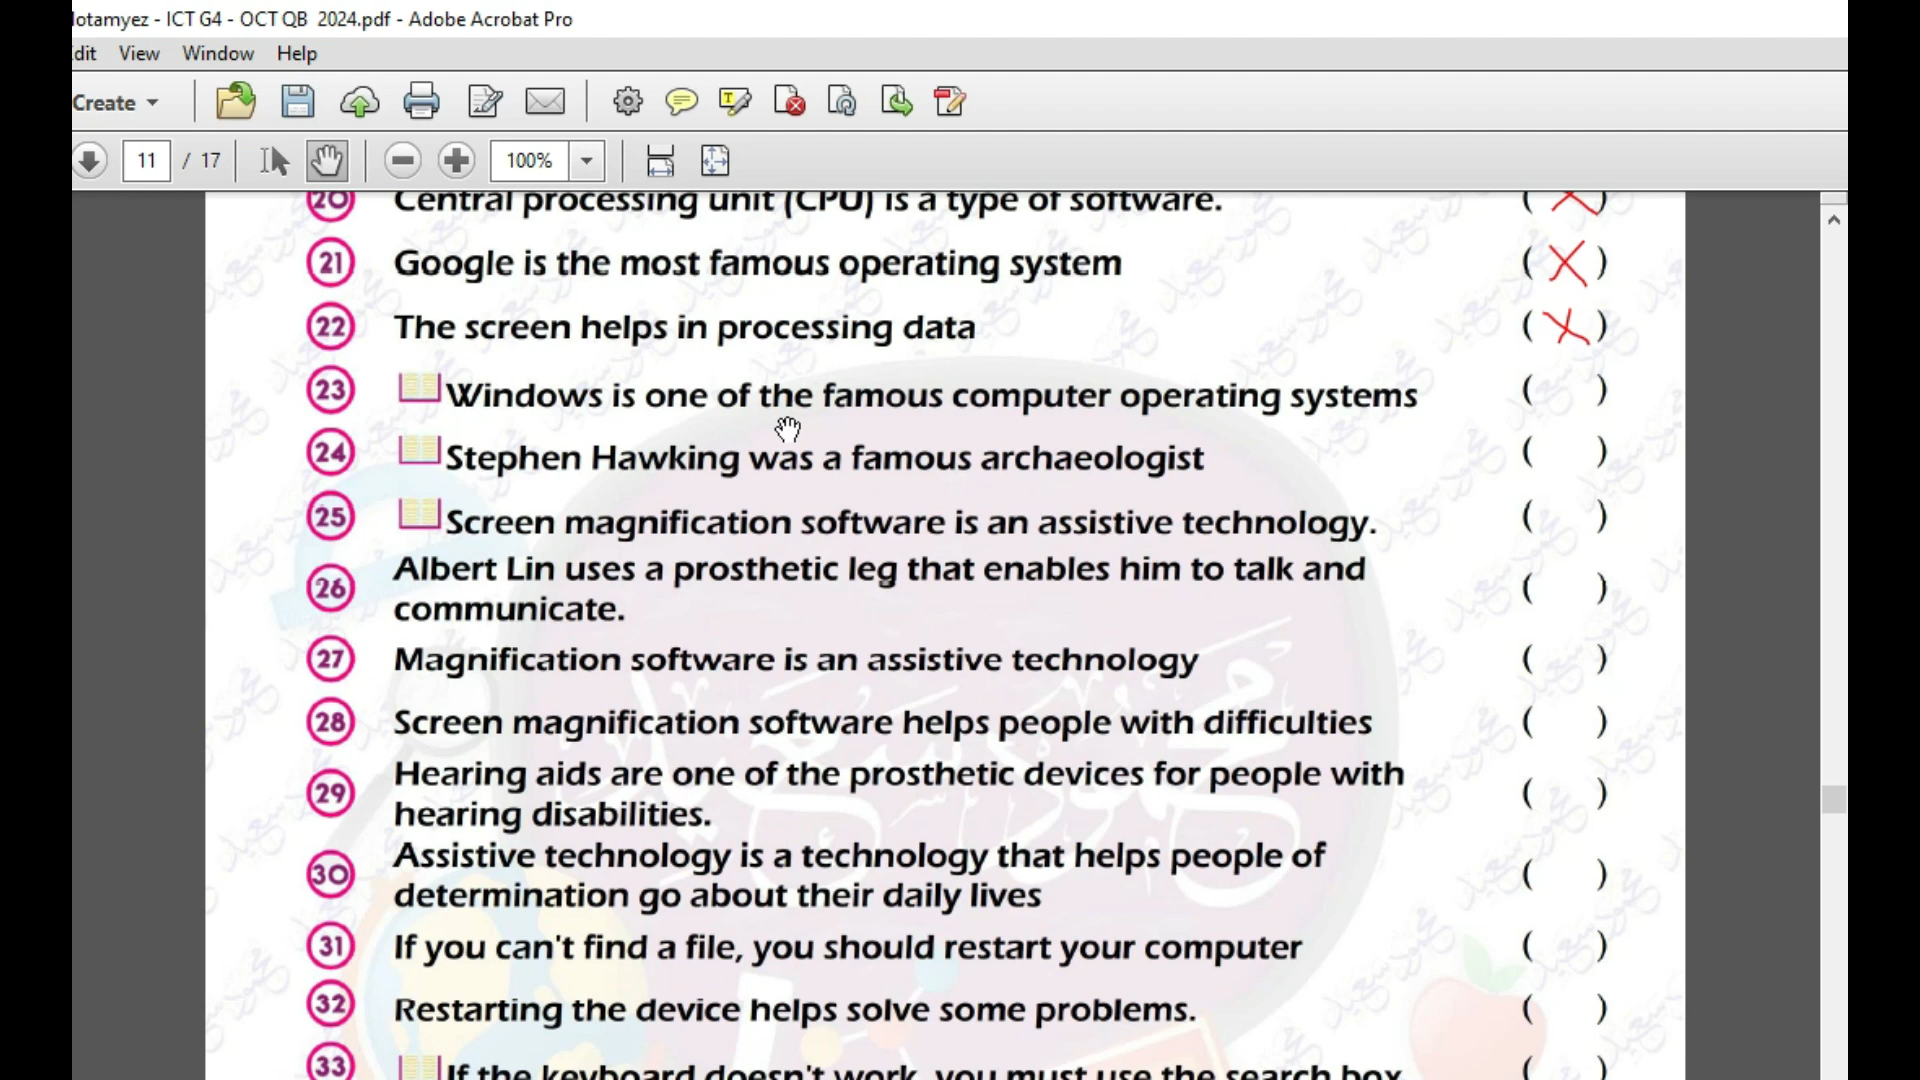 lotamyez - ICT G4 - OCT QB 2024.pdf - Adobe Acrobat Pro
Edit View Window Help
Create
11 / 17 100%
20 Central processing unit (CPU) is a type of software. ( X )
21 Google is the most famous operating system ( X )
22 The screen helps in processing data ( X )
23 Windows is one of the famous computer operating systems ( )
24 Stephen Hawking was a famous archaeologist ( )
25 Screen magnification software is an assistive technology. ( )
26 Albert Lin uses a prosthetic leg that enables him to talk and ( )
communicate.
27 Magnification software is an assistive technology ( )
28 Screen magnification software helps people with difficulties ( )
29 Hearing aids are one of the prosthetic devices for people with ( )
hearing disabilities.
30 Assistive technology is a technology that helps people of ( )
determination go about their daily lives
31 If you can't find a file, you should restart your computer ( )
32 Restarting the device helps solve some problems. ( )
33 If the keyboard doesn't work, you must use the search box. ( )